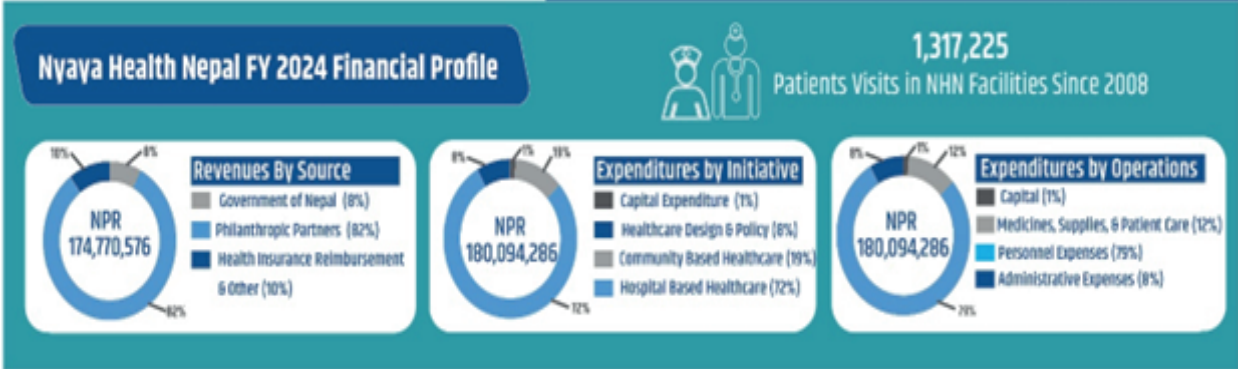 Nyaya Health Nepal FY 2024 Financial Profile
1,317,225
Patients Visits in NHN Facilities Since 2008
10%
8%
NPR
174,770,576
82%
Revenues By Source
Government of Nepal (8%)
Philanthropic Partners (82%)
Health Insurance Reimbursement
& Other (10%)
8%
1%
NPR
180,094,286
72%
Expenditures by Initiative
Capital Expenditure (1%)
Healthcare Design & Policy (8%)
Community Based Healthcare (19%)
Hospital Based Healthcare (72%)
8%
1%
12%
NPR
180,094,286
79%
Expenditures by Operations
Capital (1%)
Medicines, Supplies, & Patient Care (12%)
Personnel Expenses (79%)
Administrative Expenses (8%)